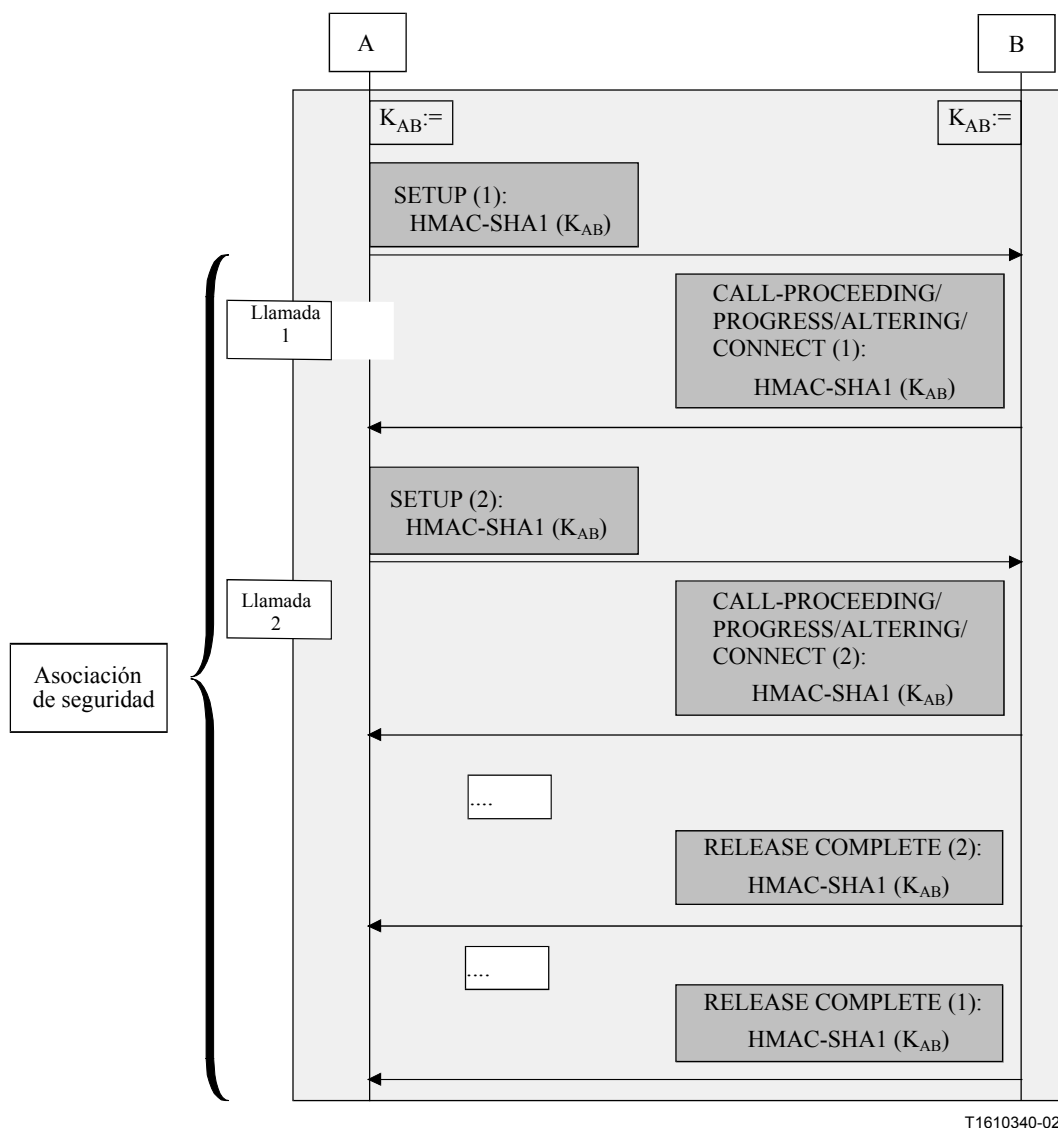 A
B
K_AB:=
K_AB:=
SETUP (1):
HMAC-SHA1 (K_AB)
Llamada
1
CALL-PROCEEDING/
PROGRESS/ALTERING/
CONNECT (1):
HMAC-SHA1 (K_AB)
SETUP (2):
HMAC-SHA1 (K_AB)
Llamada
2
CALL-PROCEEDING/
PROGRESS/ALTERING/
CONNECT (2):
HMAC-SHA1 (K_AB)
Asociación
de seguridad
....
RELEASE COMPLETE (2):
HMAC-SHA1 (K_AB)
....
RELEASE COMPLETE (1):
HMAC-SHA1 (K_AB)
T1610340-02